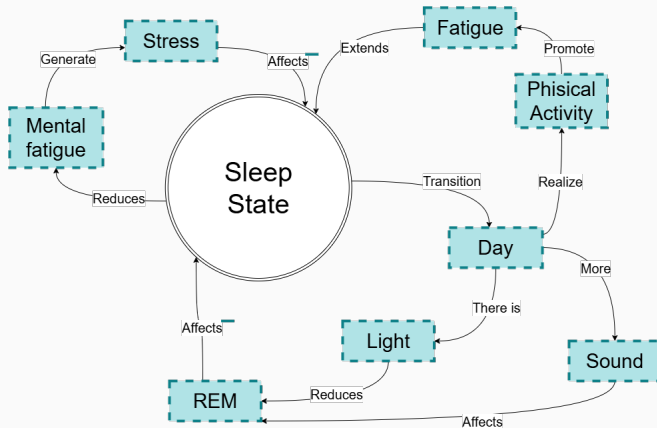 Stress
Fatigue
Generate
Affects
Extends
Promote
Mental
fatigue
Phisical
Activity
Sleep
State
Reduces
Transition
Realize
Day
More
There is
Affects
Light
Sound
Reduces
REM
Affects